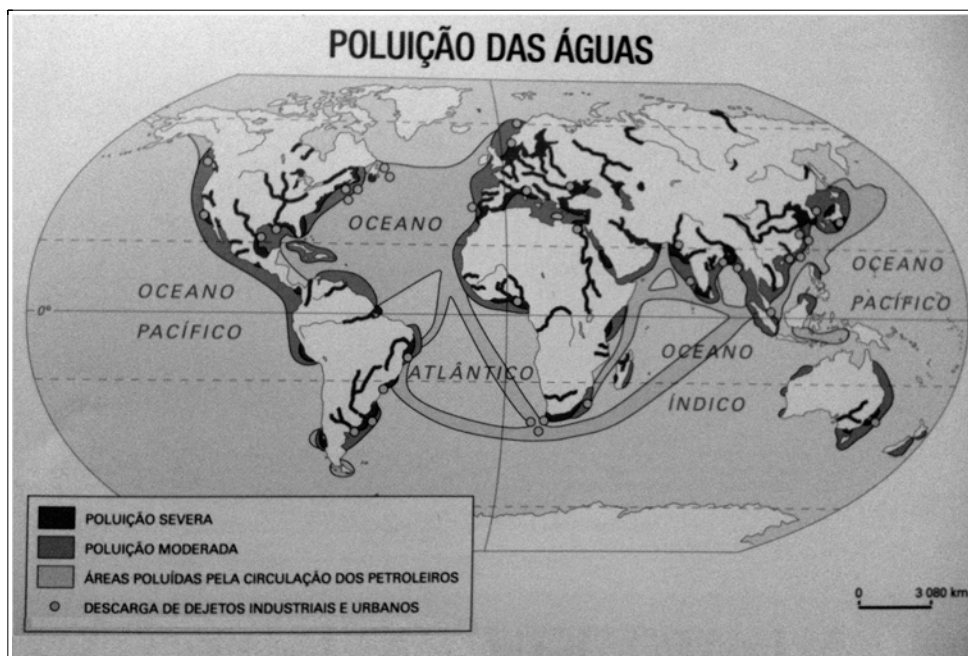 POLUIÇÃO DAS ÁGUAS
OCEANO
OCEANO
PACÍFICO
0º
ATLÂNTICO
OCEANO
ÍNDICO
OCEANO
PACÍFICO
POLUIÇÃO SEVERA
POLUIÇÃO MODERADA
ÁREAS POLUÍDAS PELA CIRCULAÇÃO DOS PETROLEIROS
DESCARGA DE DEJETOS INDUSTRIAIS E URBANOS
0 3 080 km